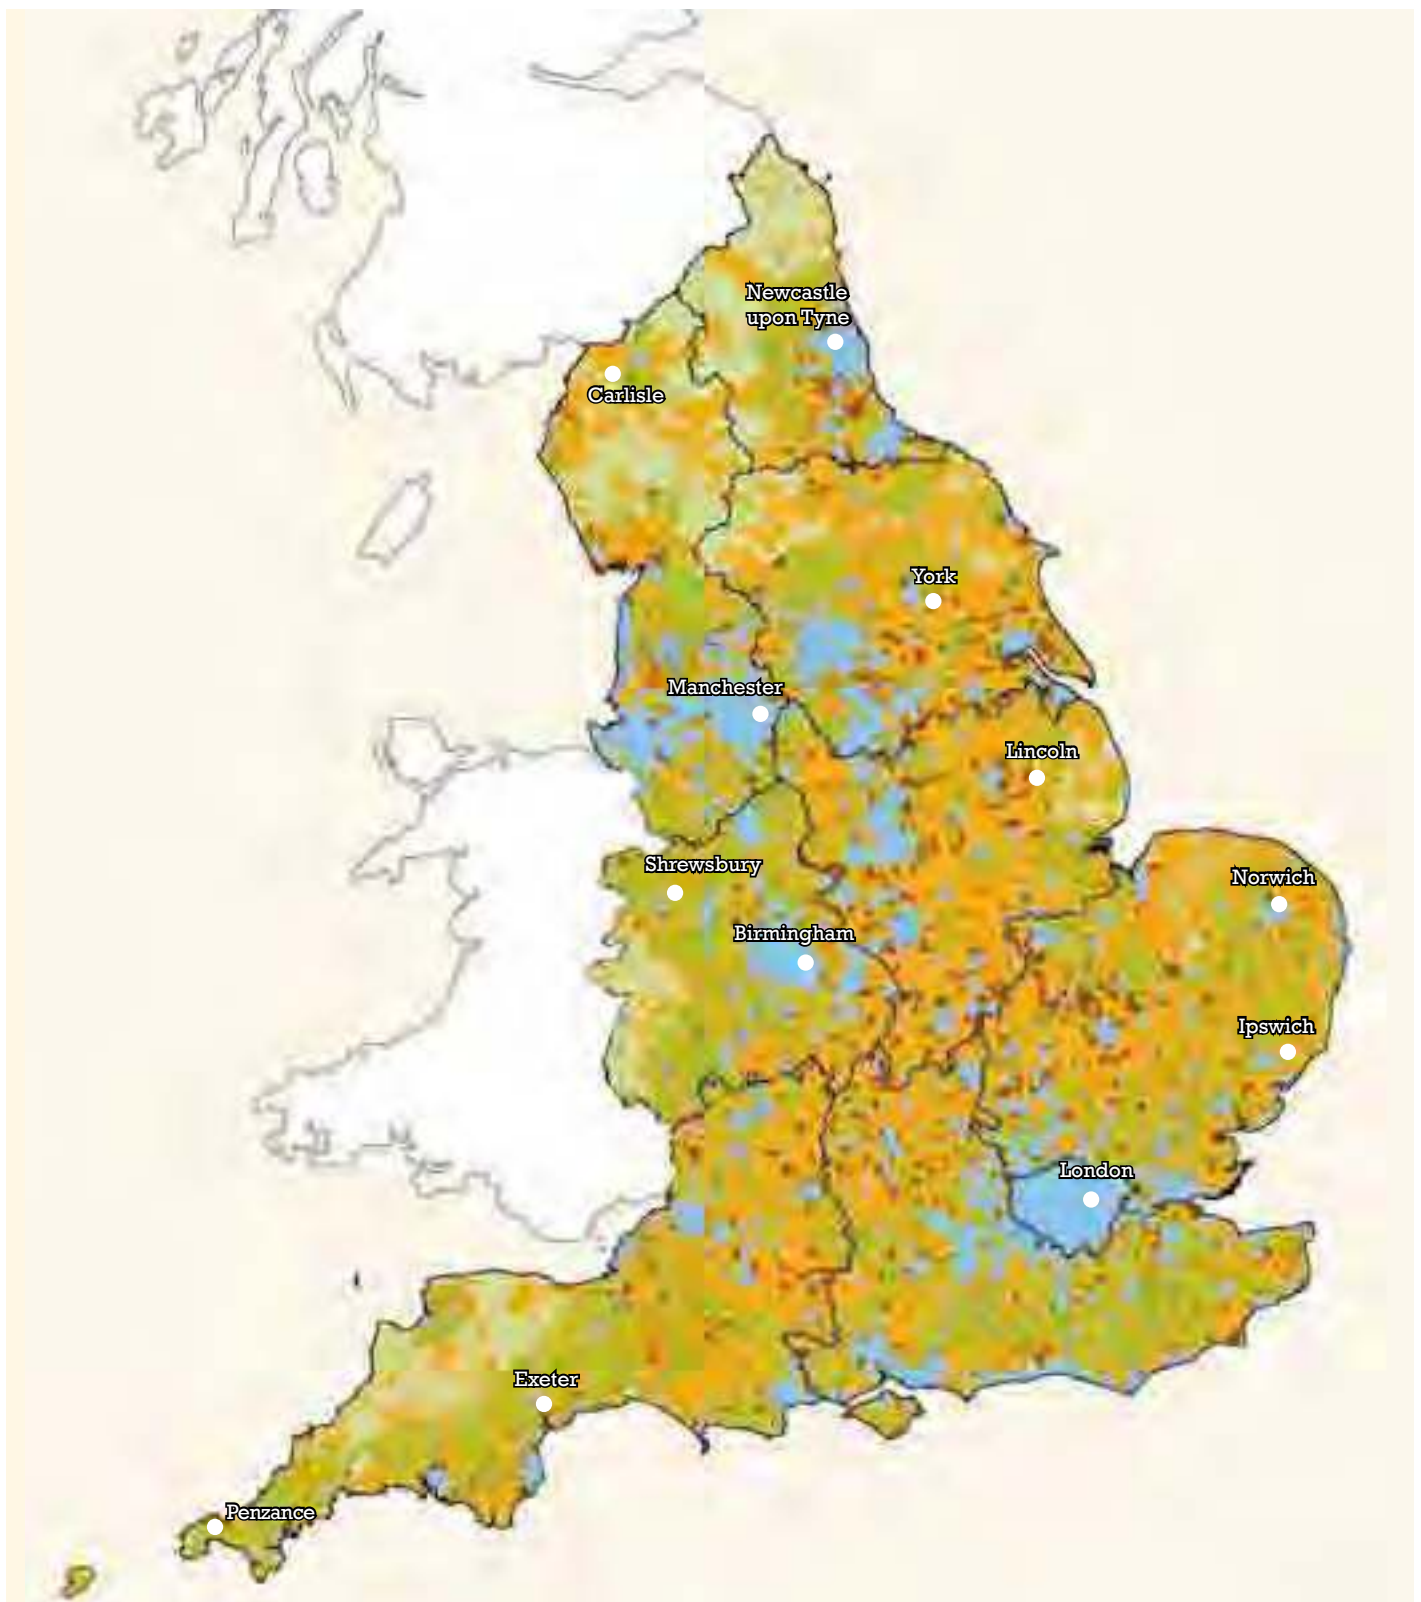 Newcastle
upon Tyne
Carlisle
York
Manchester
Lincoln
Shrewsbury
Norwich
Birmingham
Ipswich
London
Exeter
Penzance